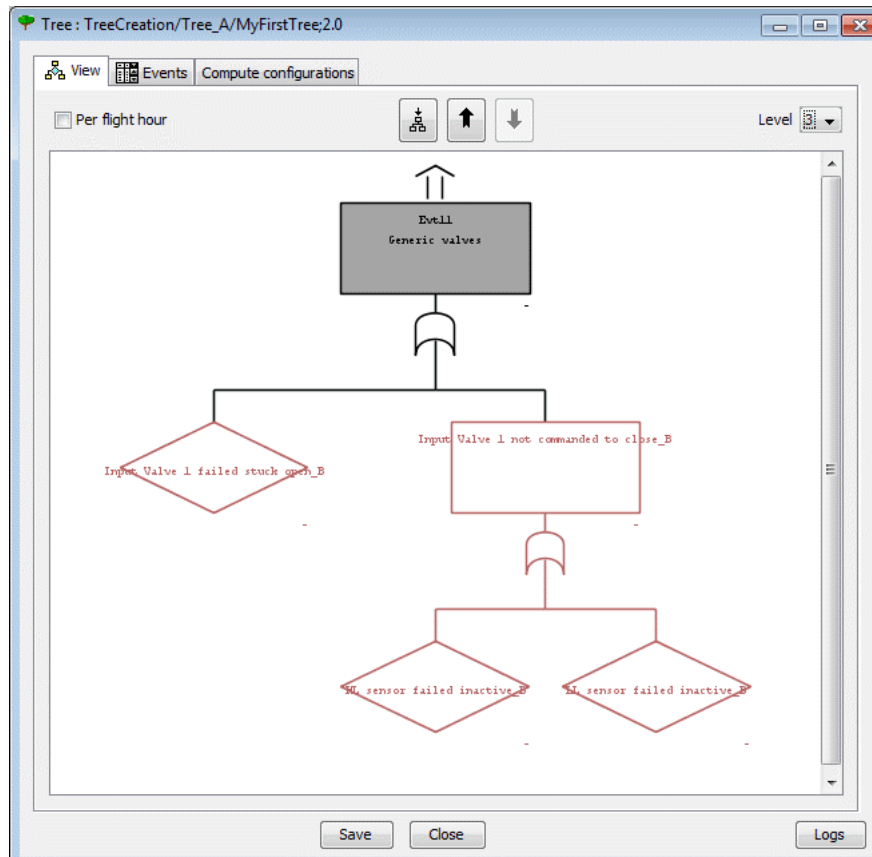 Tree : TreeCreation/Tree_A/MyFirstTree;2.0
View
Events
Compute configurations
Per flight hour
Level 3
Evt11
Generic valves
-
Input Valve 1 failed stuck open_B
Input Valve 1 not commanded to close_B
-
-
HL sensor failed inactive_B
LL sensor failed inactive_B
-
-
Save
Close
Logs